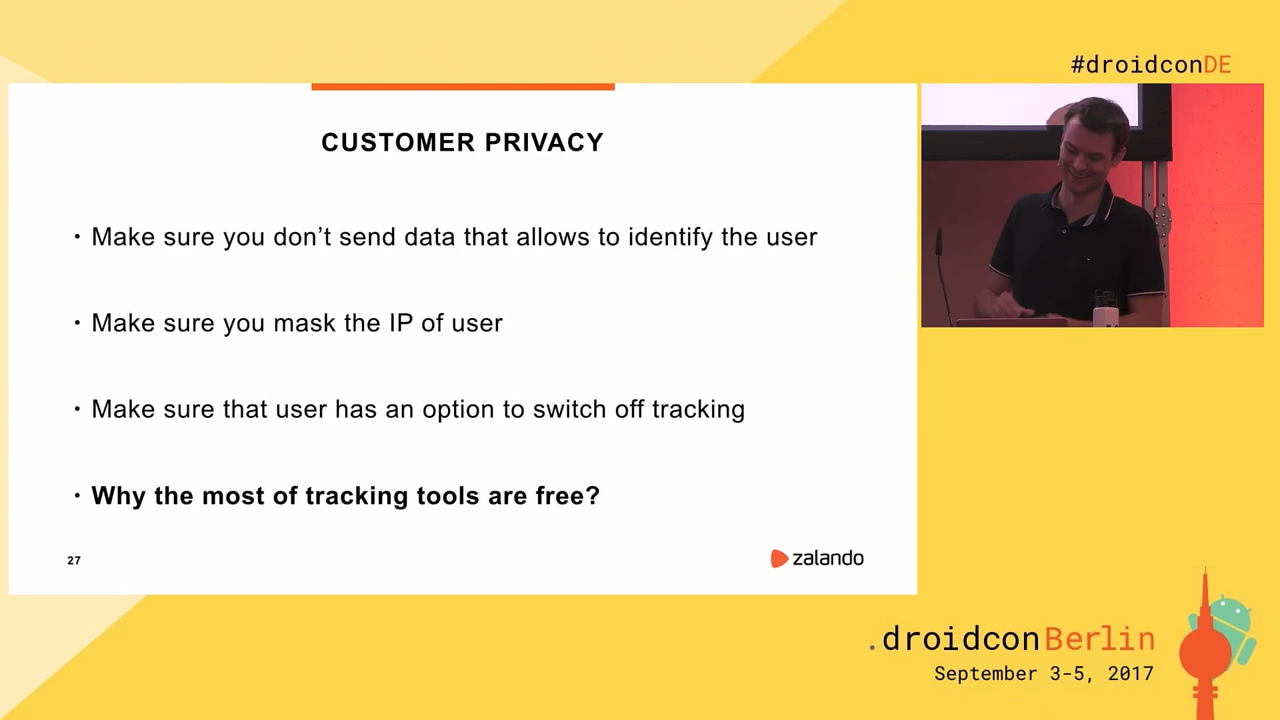 #droidconDE
CUSTOMER PRIVACY
• Make sure you don’t send data that allows to identify the user
• Make sure you mask the IP of user
• Make sure that user has an option to switch off tracking
• Why the most of tracking tools are free?
27
zalando
.droidconBerlin
September 3-5, 2017